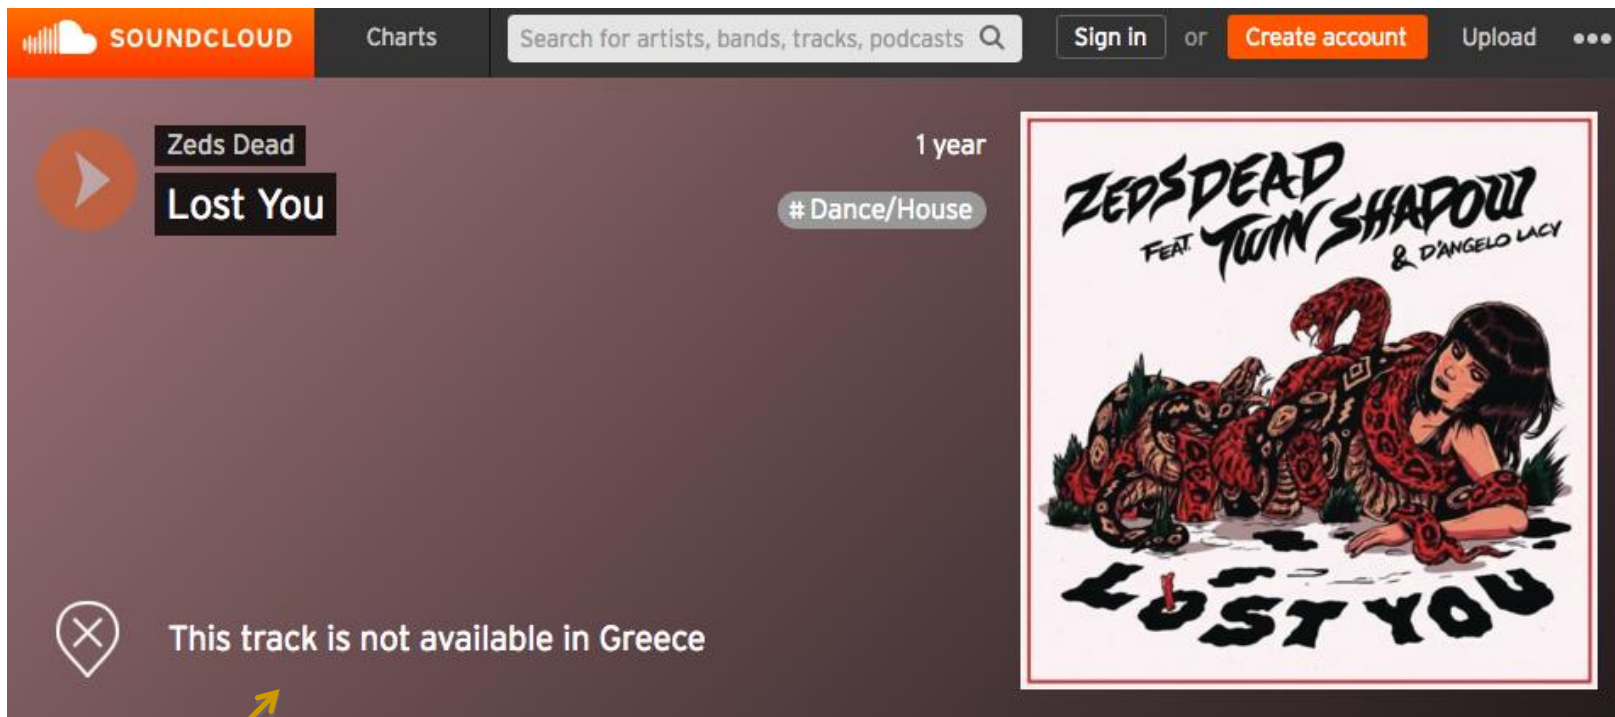 SOUNDCLOUD
Charts
Search for artists, bands, tracks, podcasts
Sign in or Create account
Upload
Zeds Dead
Lost You
1 year
# Dance/House
ZEDS DEAD
FEAT. TWIN SHADOW
& D'ANGELO LACY
LOST YOU
This track is not available in Greece